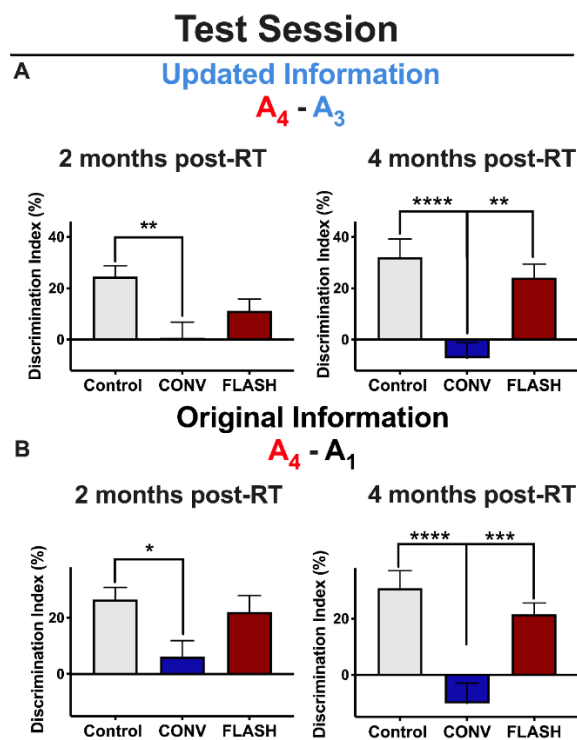 Test Session
A
Updated Information
A4 - A3
2 months post-RT
4 months post-RT
Discrimination Index (%)
40
20
0
**
Control CONV FLASH
Discrimination Index (%)
40
20
0
**** **
Control CONV FLASH
Original Information
B
A4 - A1
2 months post-RT
4 months post-RT
Discrimination Index (%)
20
0
*
Control CONV FLASH
Discrimination Index (%)
20
0
**** ***
Control CONV FLASH